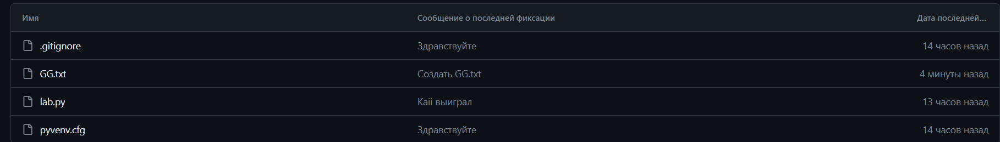 Имя Сообщение о последней фиксации Дата последней...
.gitignore Здравствуйте 14 часов назад
GG.txt Создать GG.txt 4 минуты назад
lab.py Kaii выиграл 13 часов назад
pyvenv.cfg Здравствуйте 14 часов назад